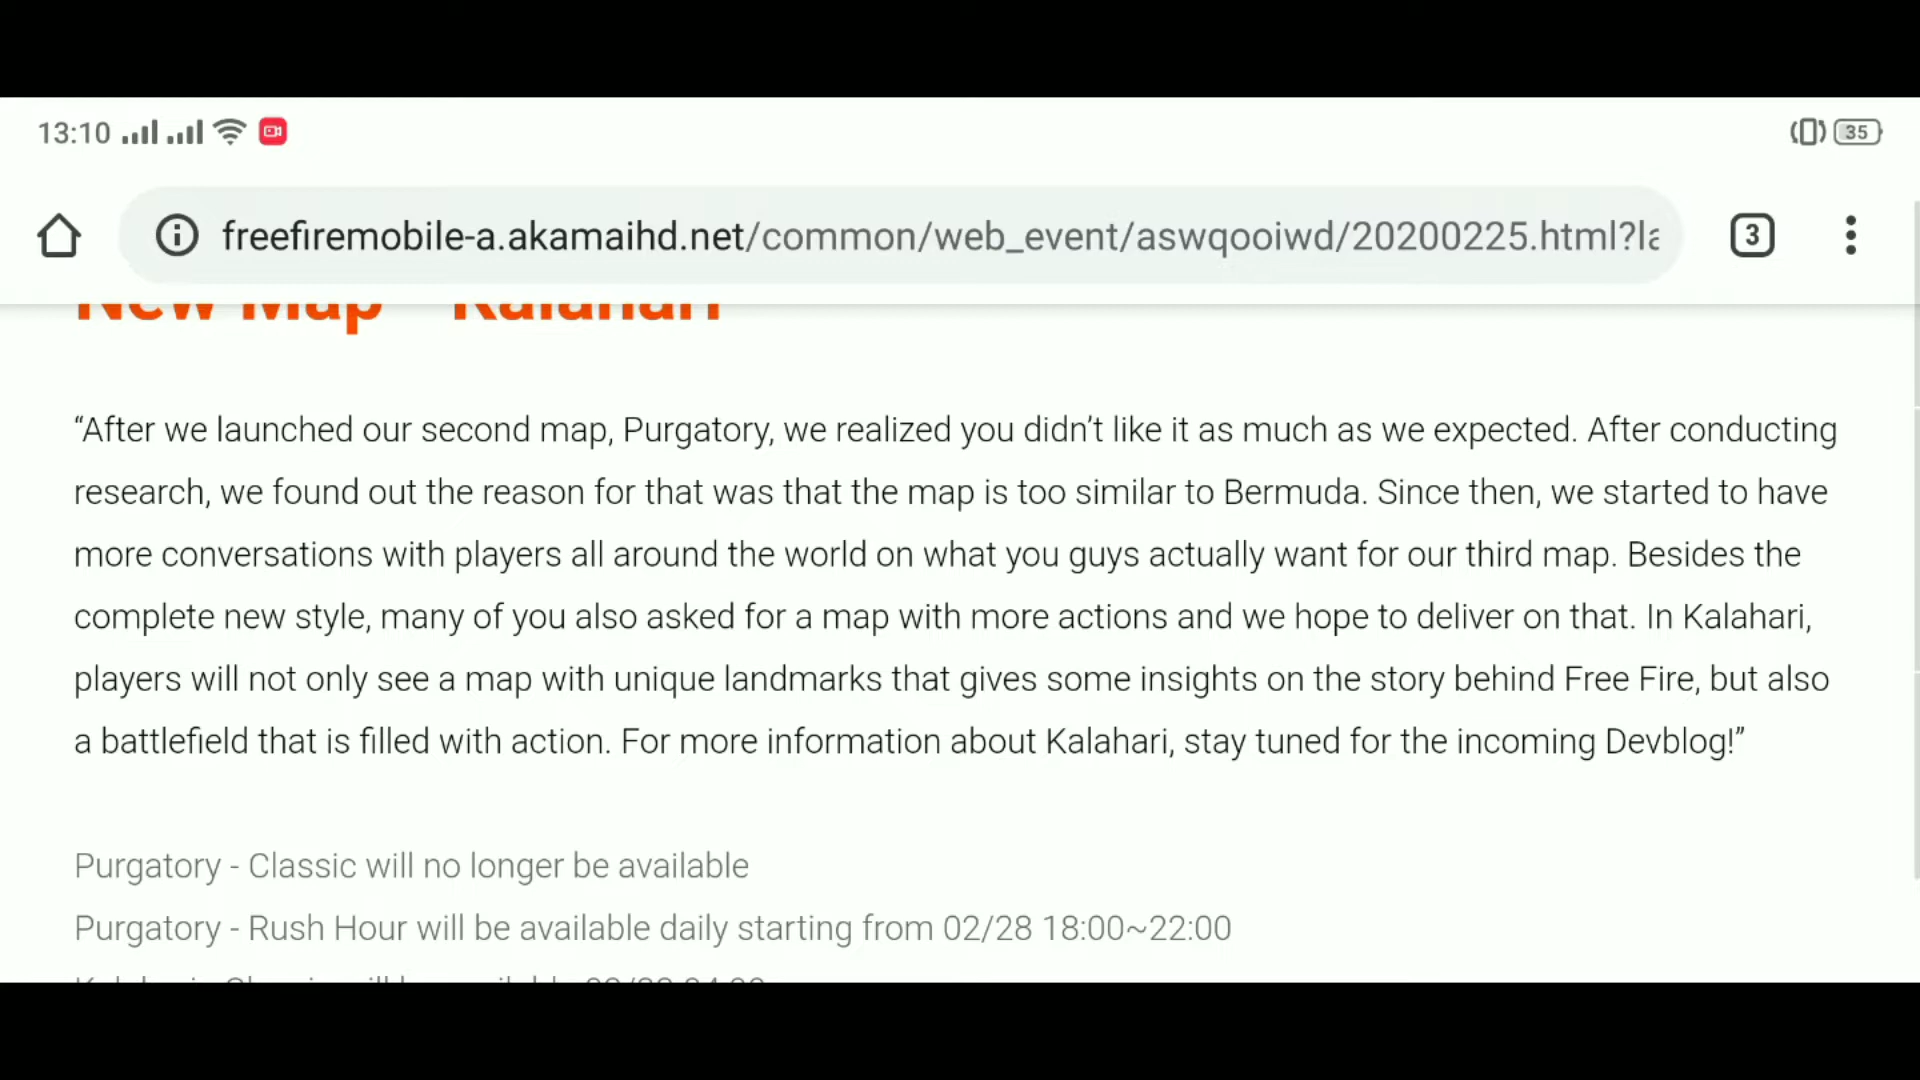 13:10
35
freefiremobile-a.akamaihd.net/common/web_event/aswqooiwd/20200225.html?la
3
New Map Kalahari
“After we launched our second map, Purgatory, we realized you didn’t like it as much as we expected. After conducting
research, we found out the reason for that was that the map is too similar to Bermuda. Since then, we started to have
more conversations with players all around the world on what you guys actually want for our third map. Besides the
complete new style, many of you also asked for a map with more actions and we hope to deliver on that. In Kalahari,
players will not only see a map with unique landmarks that gives some insights on the story behind Free Fire, but also
a battlefield that is filled with action. For more information about Kalahari, stay tuned for the incoming Devblog!”
Purgatory - Classic will no longer be available
Purgatory - Rush Hour will be available daily starting from 02/28 18:00~22:00